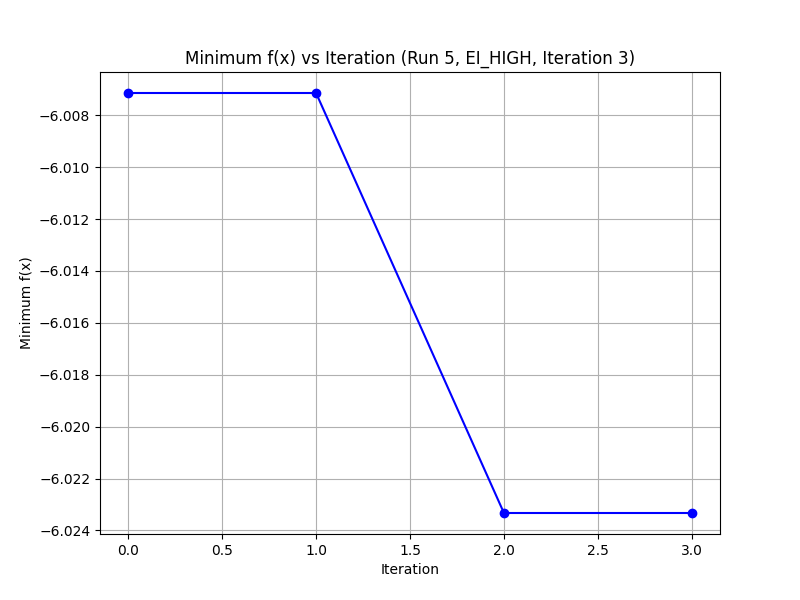 Minimum f(x) vs Iteration (Run 5, EI_HIGH, Iteration 3)
Minimum f(x)
−6.008
−6.010
−6.012
−6.014
−6.016
−6.018
−6.020
−6.022
−6.024
0.0 0.5 1.0 1.5 2.0 2.5 3.0
Iteration